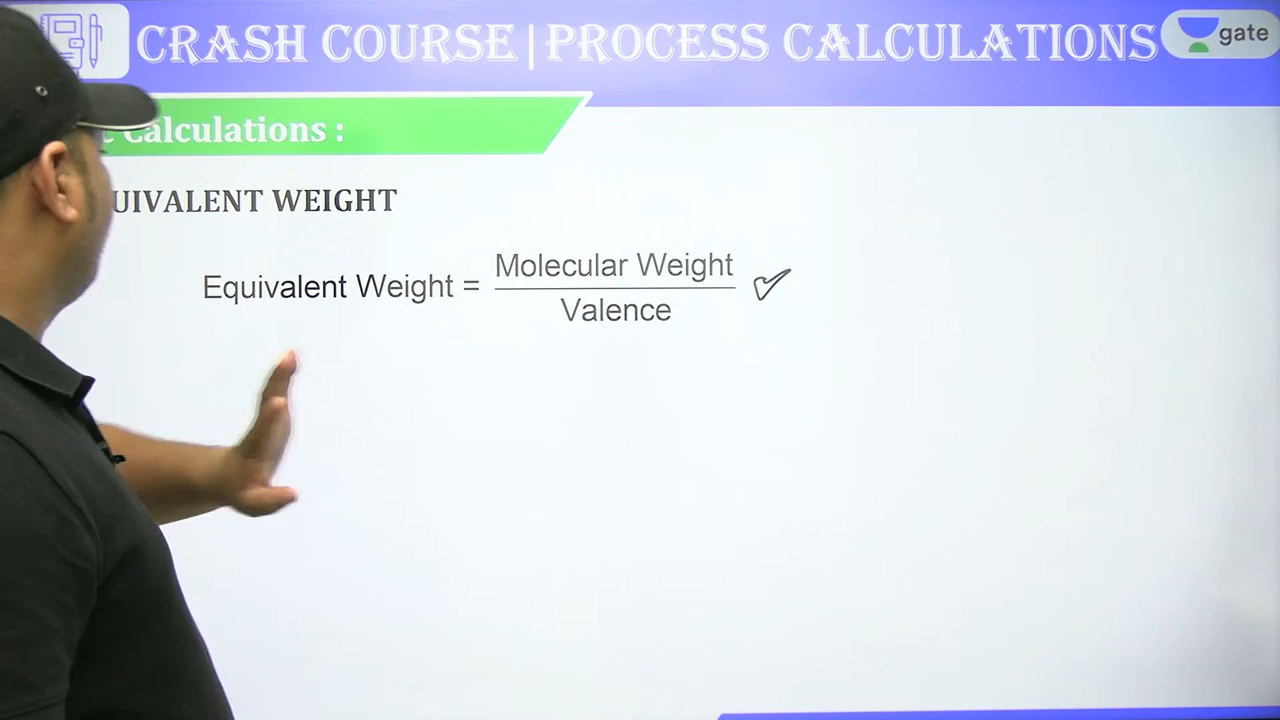 CRASH COURSE|PROCESS CALCULATIONS
gate
Calculations :
UIVALENT WEIGHT
Equivalent Weight = Molecular Weight
Valence